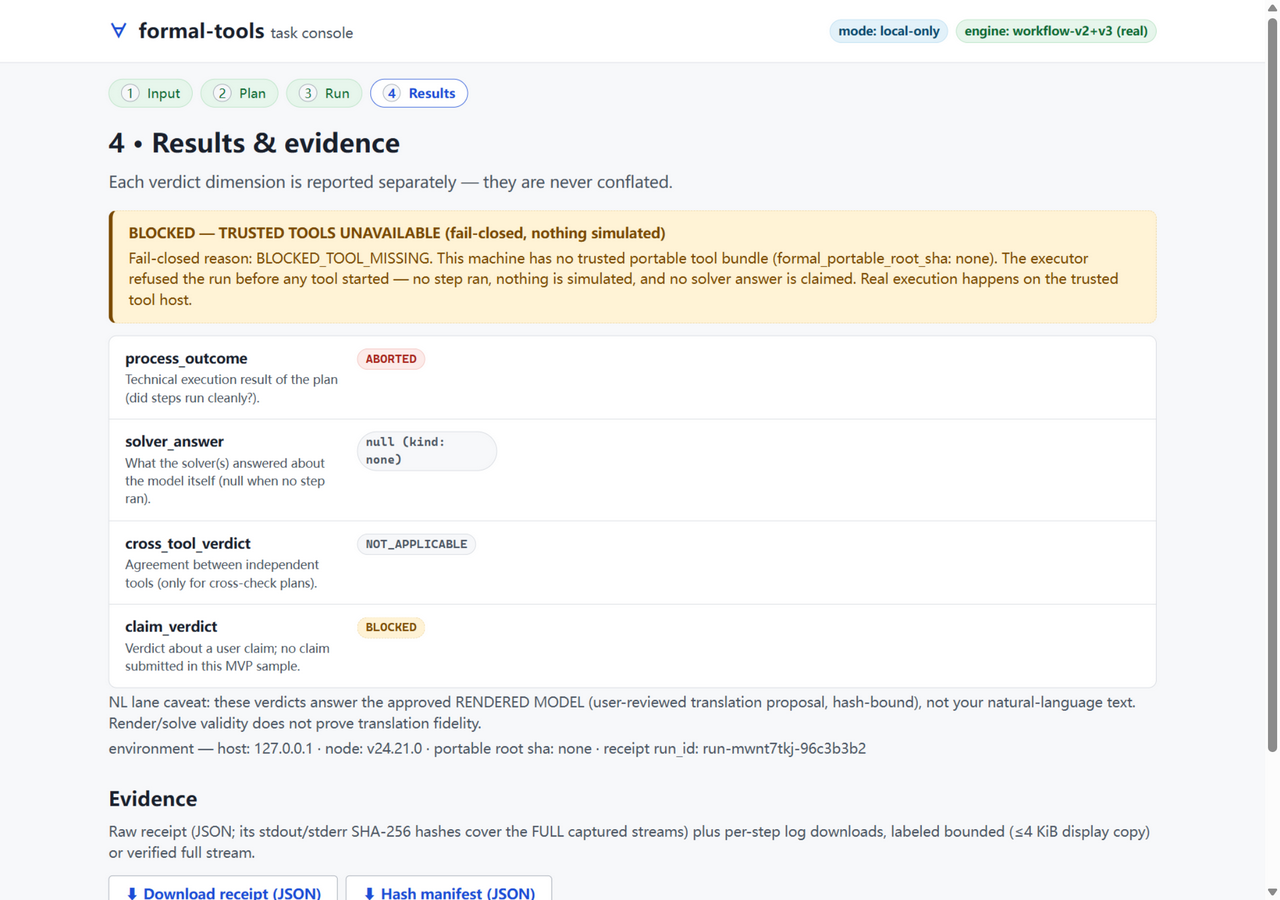 ∀ formal-tools task console
mode: local-only
engine: workflow-v2+v3 (real)
1 Input
2 Plan
3 Run
4 Results
4 • Results & evidence
Each verdict dimension is reported separately — they are never conflated.
BLOCKED — TRUSTED TOOLS UNAVAILABLE (fail-closed, nothing simulated)
Fail-closed reason: BLOCKED_TOOL_MISSING. This machine has no trusted portable tool bundle (formal_portable_root_sha: none). The executor
refused the run before any tool started — no step ran, nothing is simulated, and no solver answer is claimed. Real execution happens on the trusted
tool host.
process_outcome
ABORTED
Technical execution result of the plan
(did steps run cleanly?).
solver_answer
null (kind:
none)
What the solver(s) answered about
the model itself (null when no step
ran).
cross_tool_verdict
NOT_APPLICABLE
Agreement between independent
tools (only for cross-check plans).
claim_verdict
BLOCKED
Verdict about a user claim; no claim
submitted in this MVP sample.
NL lane caveat: these verdicts answer the approved RENDERED MODEL (user-reviewed translation proposal, hash-bound), not your natural-language text.
Render/solve validity does not prove translation fidelity.
environment — host: 127.0.0.1 · node: v24.21.0 · portable root sha: none · receipt run_id: run-mwnt7tkj-96c3b3b2
Evidence
Raw receipt (JSON; its stdout/stderr SHA-256 hashes cover the FULL captured streams) plus per-step log downloads, labeled bounded (≤4 KiB display copy)
or verified full stream.
⬇ Download receipt (JSON)
⬇ Hash manifest (JSON)